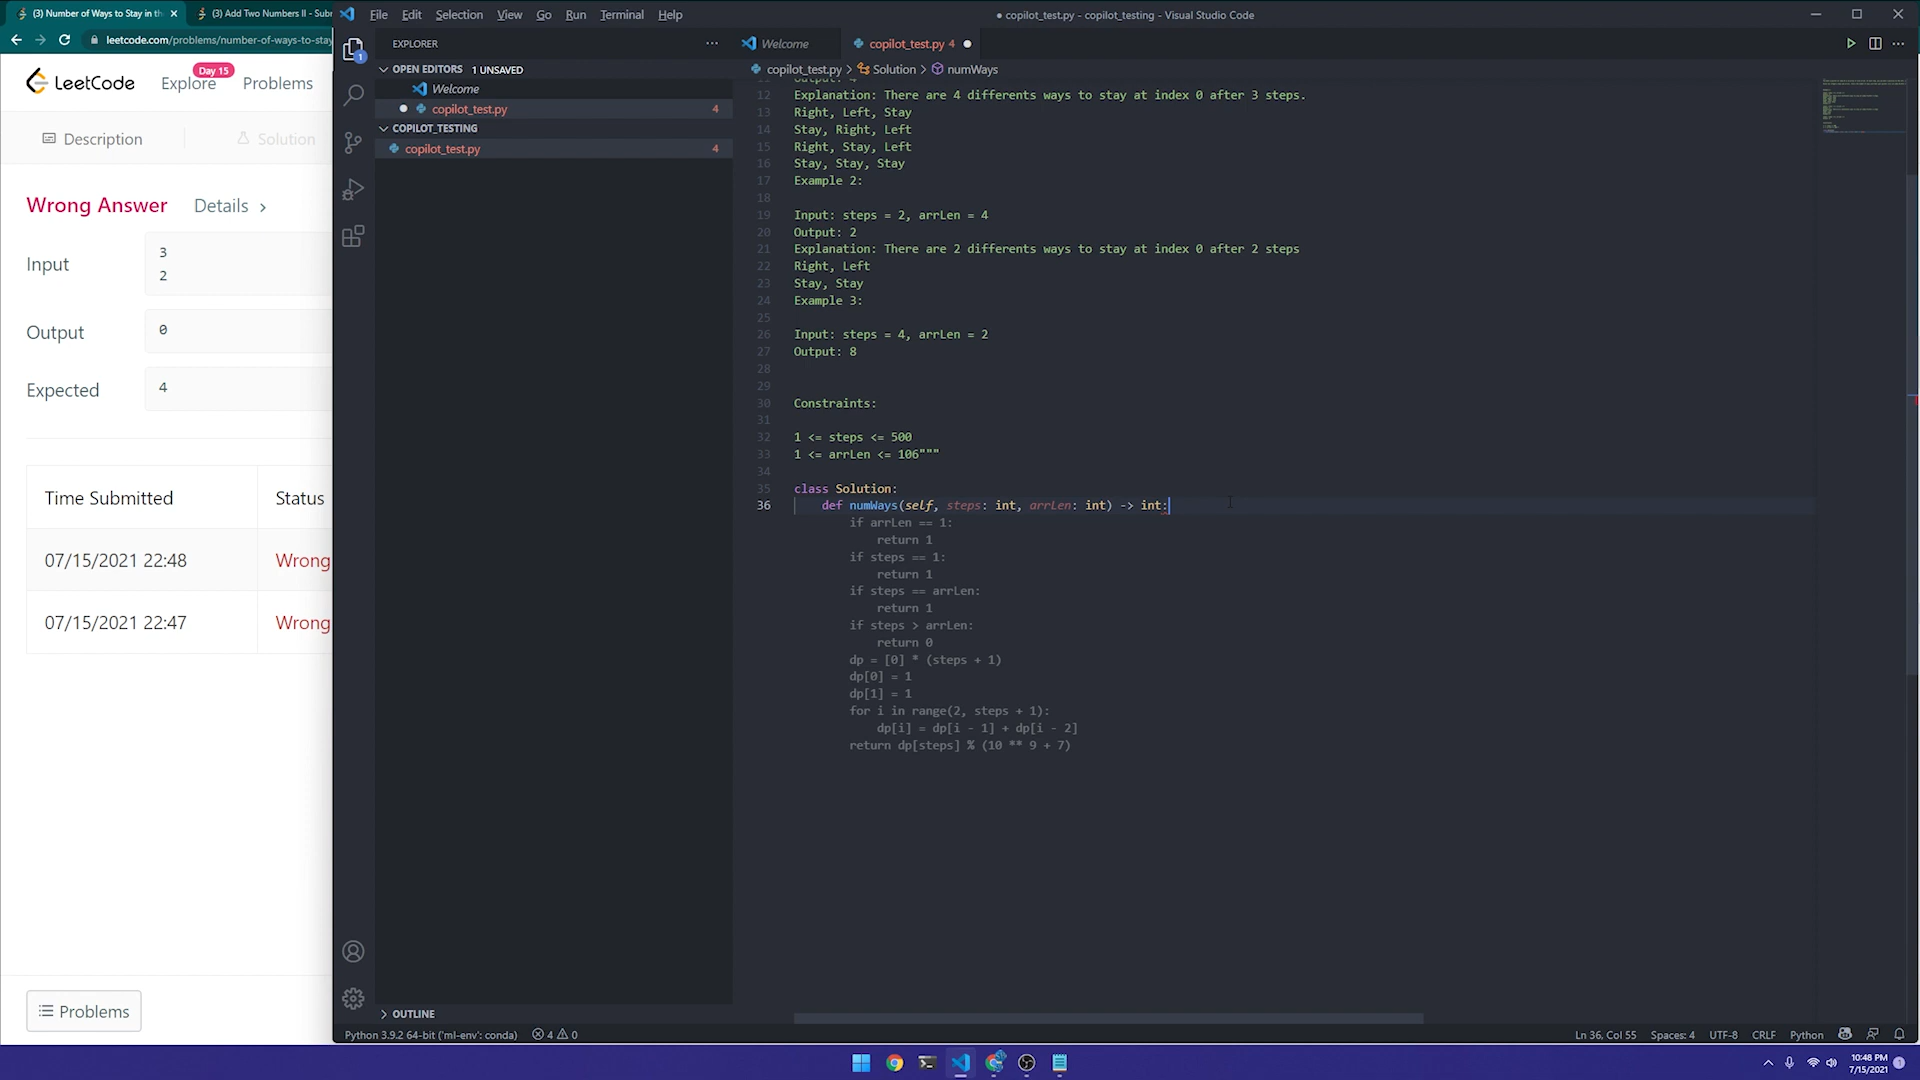 (3) Number of Ways to Stay in th
(3) Add Two Numbers II - Subm
leetcode.com/problems/number-of-ways-to-stay
LeetCode
Explore
Day 15
Problems
Description
Solution
Wrong Answer
Details
Input
3
2
Output
0
Expected
4
Time Submitted
Status
07/15/2021 22:48
Wrong
07/15/2021 22:47
Wrong
Problems
File Edit Selection View Go Run Terminal Help
● copilot_test.py - copilot_testing - Visual Studio Code
EXPLORER
OPEN EDITORS 1 UNSAVED
Welcome
copilot_test.py 4
COPILOT_TESTING
copilot_test.py 4
OUTLINE
Welcome
copilot_test.py 4
copilot_test.py > Solution > numWays
11 Output: 4
12 Explanation: There are 4 differents ways to stay at index 0 after 3 steps.
13 Right, Left, Stay
14 Stay, Right, Left
15 Right, Stay, Left
16 Stay, Stay, Stay
17 Example 2:
18
19 Input: steps = 2, arrLen = 4
20 Output: 2
21 Explanation: There are 2 differents ways to stay at index 0 after 2 steps
22 Right, Left
23 Stay, Stay
24 Example 3:
25
26 Input: steps = 4, arrLen = 2
27 Output: 8
28
29
30 Constraints:
31
32 1 <= steps <= 500
33 1 <= arrLen <= 106"""
34
35 class Solution:
36 def numWays(self, steps: int, arrLen: int) -> int:
if arrLen == 1:
return 1
if steps == 1:
return 1
if steps == arrLen:
return 1
if steps > arrLen:
return 0
dp = [0] * (steps + 1)
dp[0] = 1
dp[1] = 1
for i in range(2, steps + 1):
dp[i] = dp[i - 1] + dp[i - 2]
return dp[steps] % (10 ** 9 + 7)
Python 3.9.2 64-bit ('ml-env': conda) 4 0
Ln 36, Col 55 Spaces: 4 UTF-8 CRLF Python
10:48 PM
7/15/2021
1